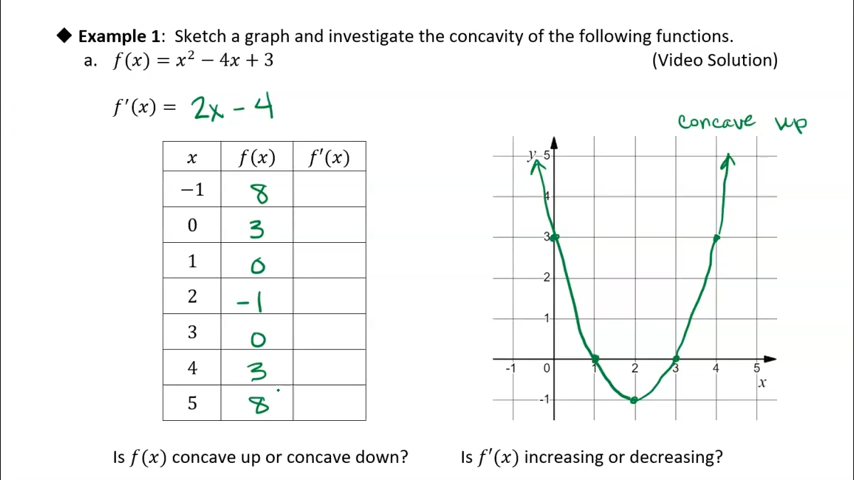 ◆ Example 1: Sketch a graph and investigate the concavity of the following functions.
a. f(x) = x² − 4x + 3 (Video Solution)
f'(x) = 2x − 4
concave up
x f(x) f'(x)
−1 8
0 3
1 0
2 −1
3 0
4 3
5 8
y 5
4
3
2
1
-1 0 1 2 3 4 5
x
-1
Is f(x) concave up or concave down? Is f'(x) increasing or decreasing?